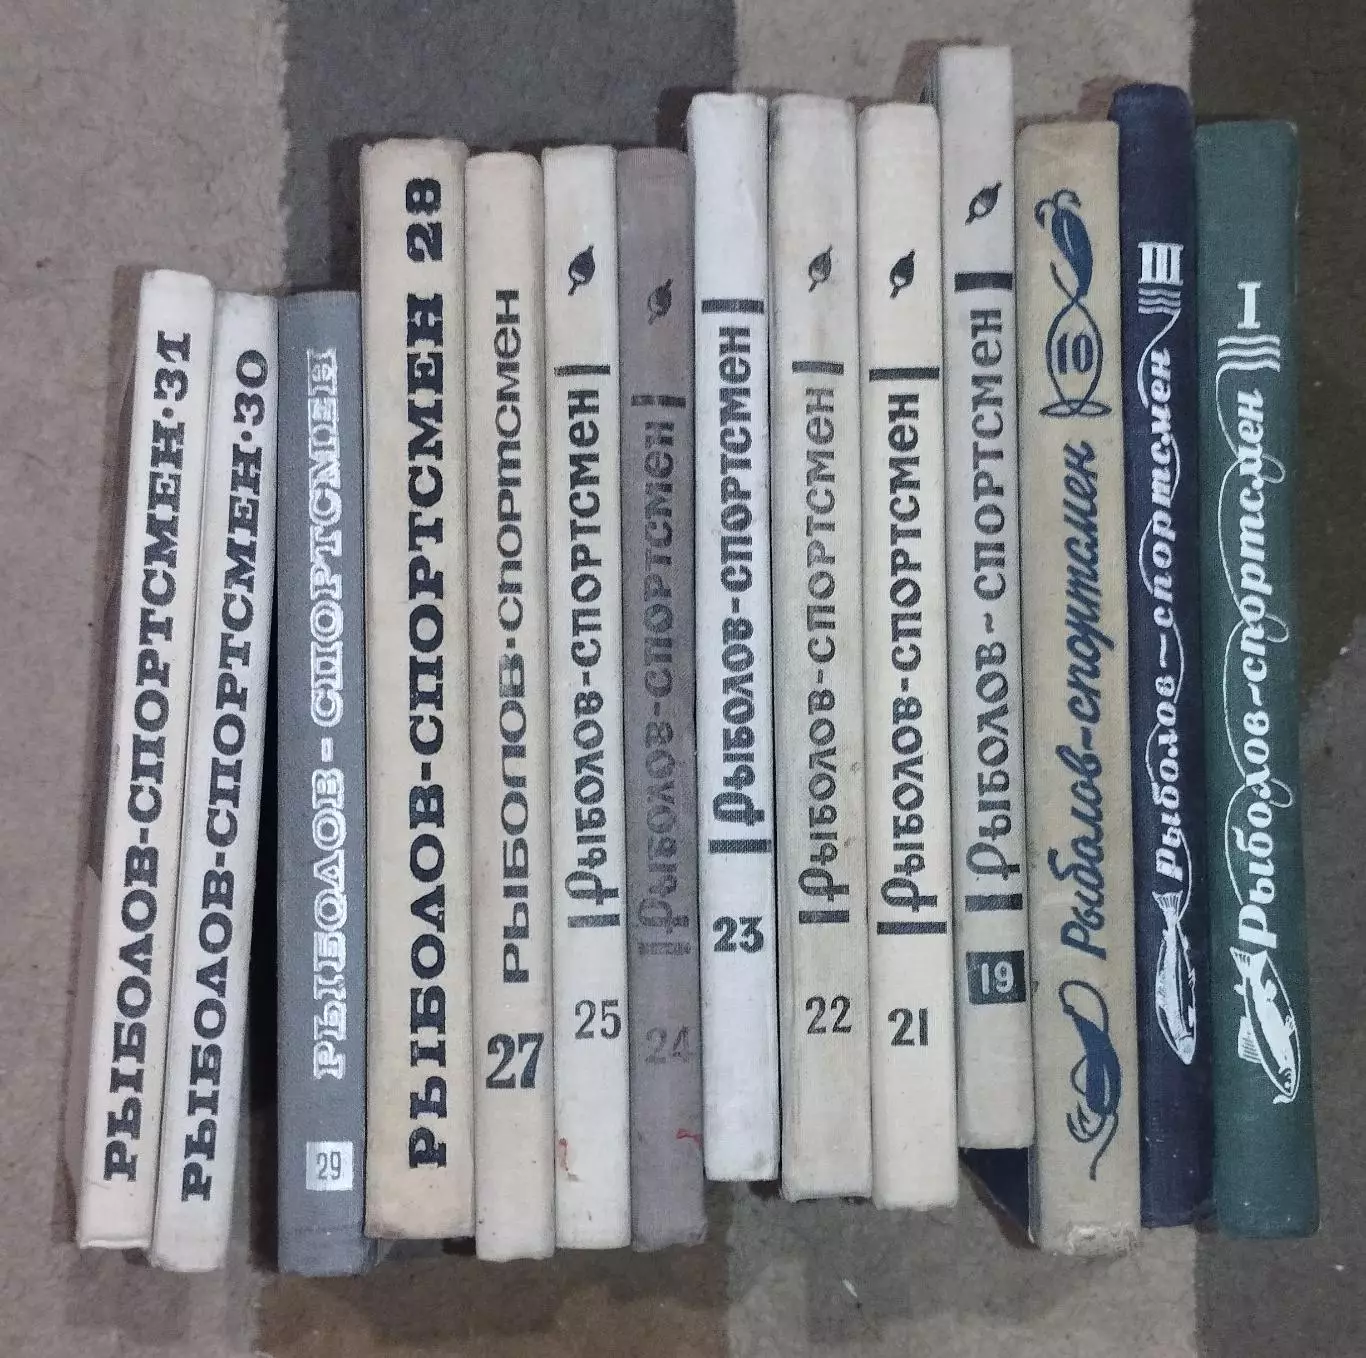 РЫБОЛОВ-СПОРТСМЕН·31
РЫБОЛОВ-СПОРТСМЕН·30
РЫБОЛОВ-СПОРТСМЕН
29
РЫБОЛОВ-СПОРТСМЕН 28
РЫБОЛОВ-СПОРТСМЕН
27
РЫБОЛОВ-СПОРТСМЕН
25
РЫБОЛОВ-СПОРТСМЕН
24
РЫБОЛОВ-СПОРТСМЕН
23
РЫБОЛОВ-СПОРТСМЕН
22
РЫБОЛОВ-СПОРТСМЕН
21
РЫБОЛОВ-СПОРТСМЕН
19
Рыболов-спортсмен
10
Рыболов-спортсмен
III
Рыболов-спортсмен
I